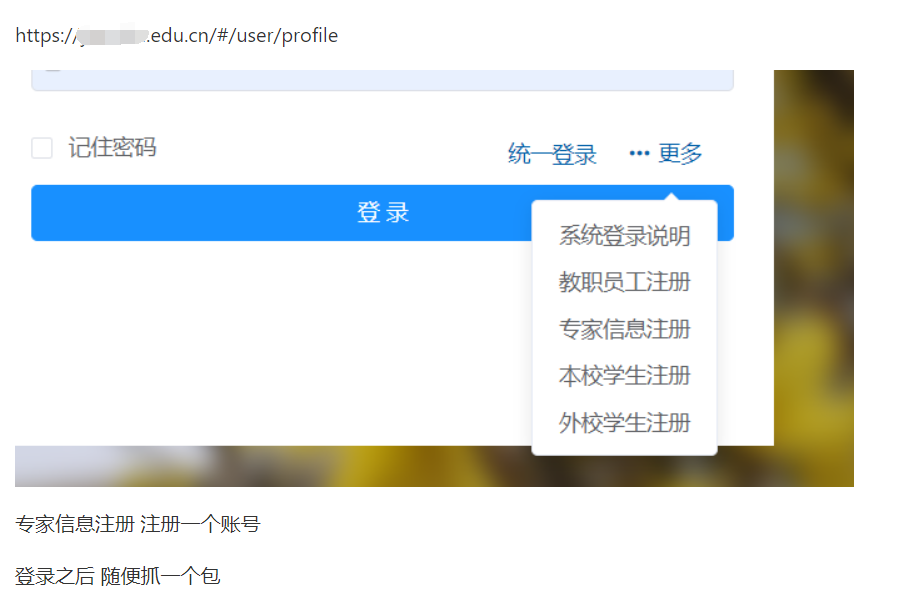 https://.edu.cn/#/user/profile
记住密码
统一登录 ••• 更多
登 录
系统登录说明
教职员工注册
专家信息注册
本校学生注册
外校学生注册
专家信息注册 注册一个账号
登录之后 随便抓一个包